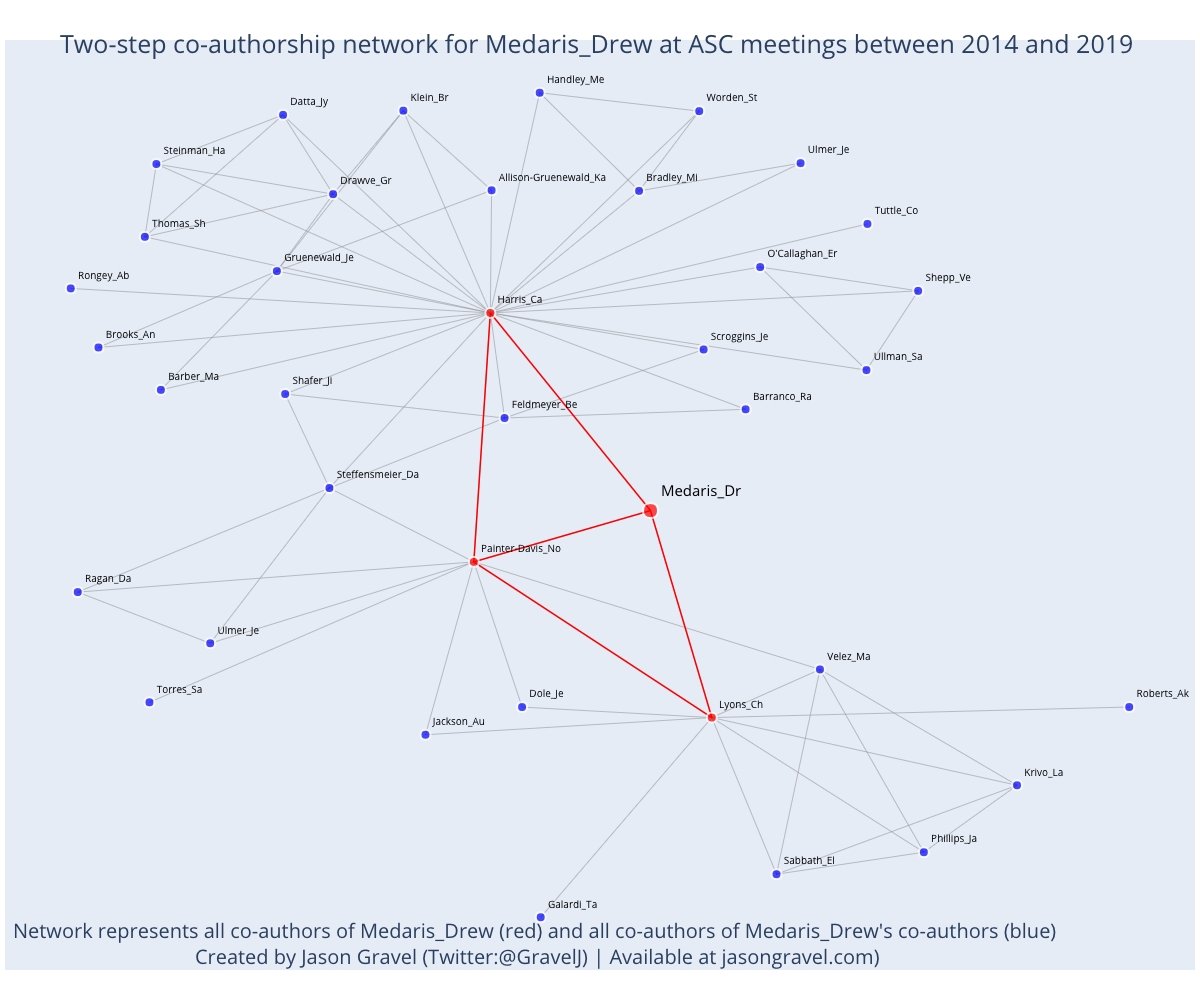 Two-step co-authorship network for Medaris_Drew at ASC meetings between 2014 and 2019
Handley_Me
Klein_Br
Worden_St
Datta_Jy
Steinman_Ha
Ulmer_Je
Allison-Gruenewald_Ka
Bradley_Mi
Drawve_Gr
Tuttle_Co
Thomas_Sh
O'Callaghan_Er
Gruenewald_Je
Rongey_Ab
Shepp_Ve
Harris_Ca
Brooks_An
Scroggins_Je
Ullman_Sa
Barber_Ma
Shafer_Ji
Barranco_Ra
Feldmeyer_Be
Steffensmeier_Da
Medaris_Dr
Painter-Davis_No
Ragan_Da
Ulmer_Je
Velez_Ma
Torres_Sa
Dole_Je
Roberts_Ak
Lyons_Ch
Jackson_Au
Krivo_La
Phillips_Ja
Sabbath_El
Galardi_Ta
Network represents all co-authors of Medaris_Drew (red) and all co-authors of Medaris_Drew's co-authors (blue)
Created by Jason Gravel (Twitter:@GravelJ) | Available at jasongravel.com)